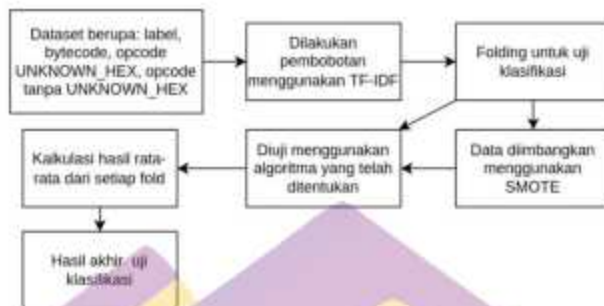 Dataset berupa: label,
bytecode, opcode
UNKNOWN_HEX, opcode
tanpa UNKNOWN_HEX
Dilakukan
pembobotan
menggunakan TF-IDF
Folding untuk uji
klasifikasi
Data diimbangkan
menggunakan
SMOTE
Diuji menggunakan
algoritma yang telah
ditentukan
Kalkulasi hasil rata-
rata dari setiap fold
Hasil akhir uji
klasifikasi